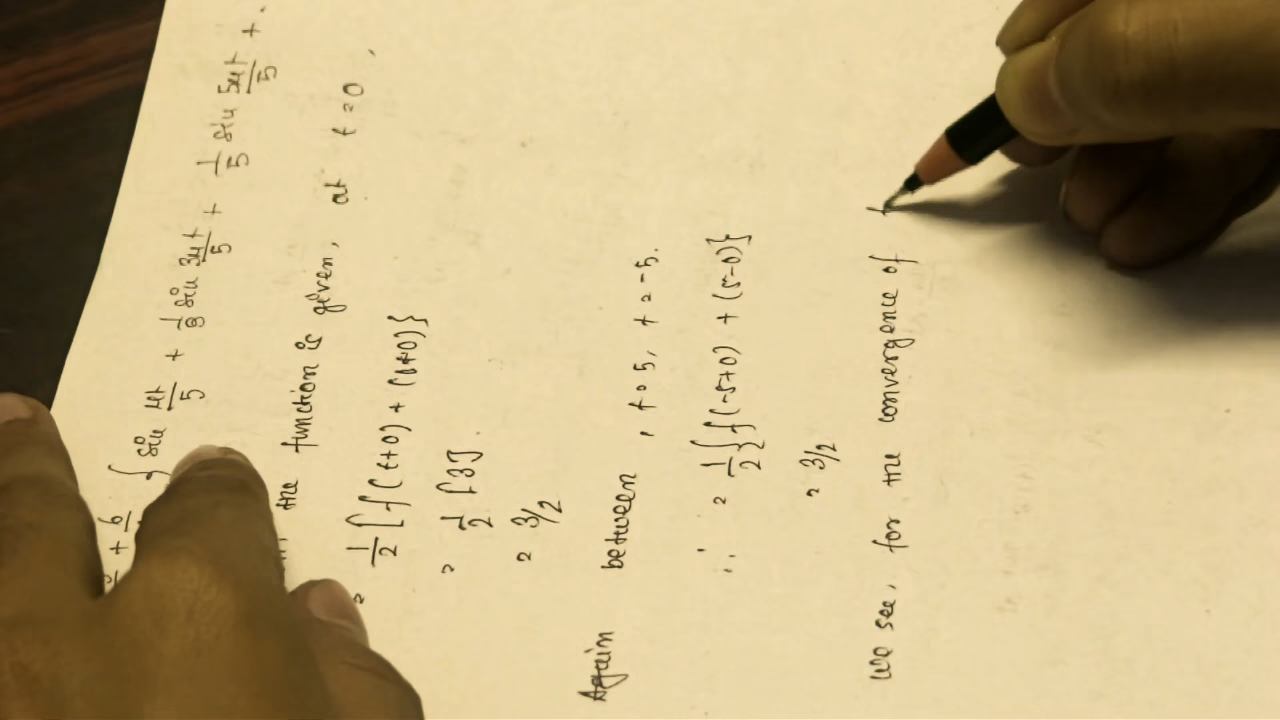 + 6/ { sin πt/5 + 1/3 sin 3πt/5 + 1/5 sin 5πt/5 + .
the function is given, at t = 0 ,
= 1/2 [ f(t+0) + (t+0)}
= 1/2 [3]
= 3/2
Again between , t = 5, t = -5.
∴ = 1/2 { f(-5+0) + (5-0)}
= 3/2
we see, for the convergence of